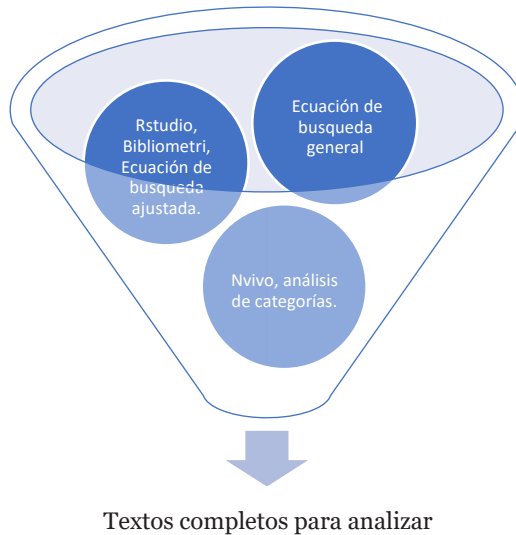 Ecuación de
busqueda
general
Rstudio,
Bibliometri,
Ecuación de
busqueda
ajustada.
Nvivo, análisis
de categorías.
Textos completos para analizar